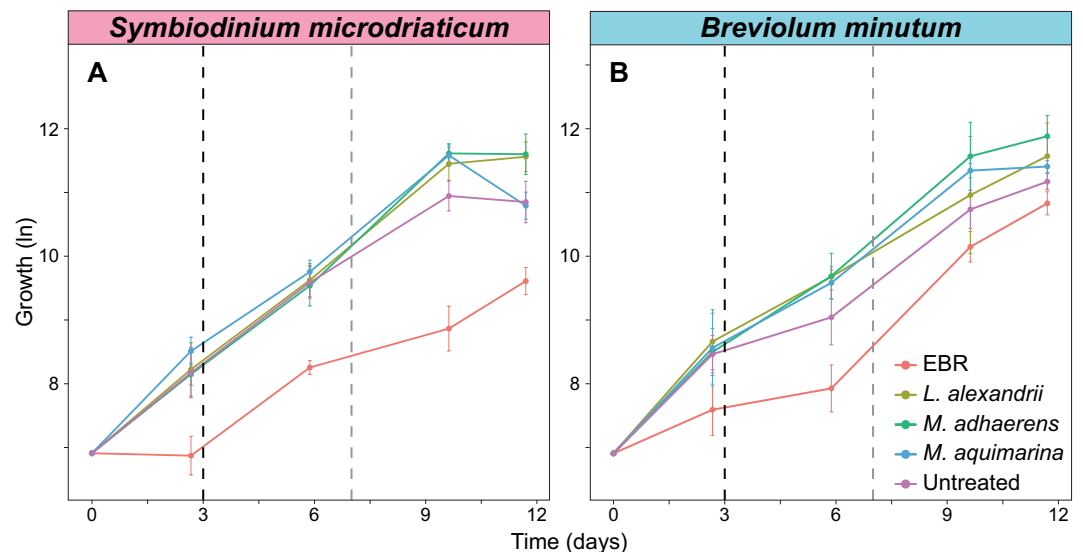 Symbiodinium microdriaticum
Breviolum minutum
A
B
Growth (ln)
12
10
8
12
10
8
EBR
L. alexandrii
M. adhaerens
M. aquimarina
Untreated
0 3 6 9 12
0 3 6 9 12
Time (days)